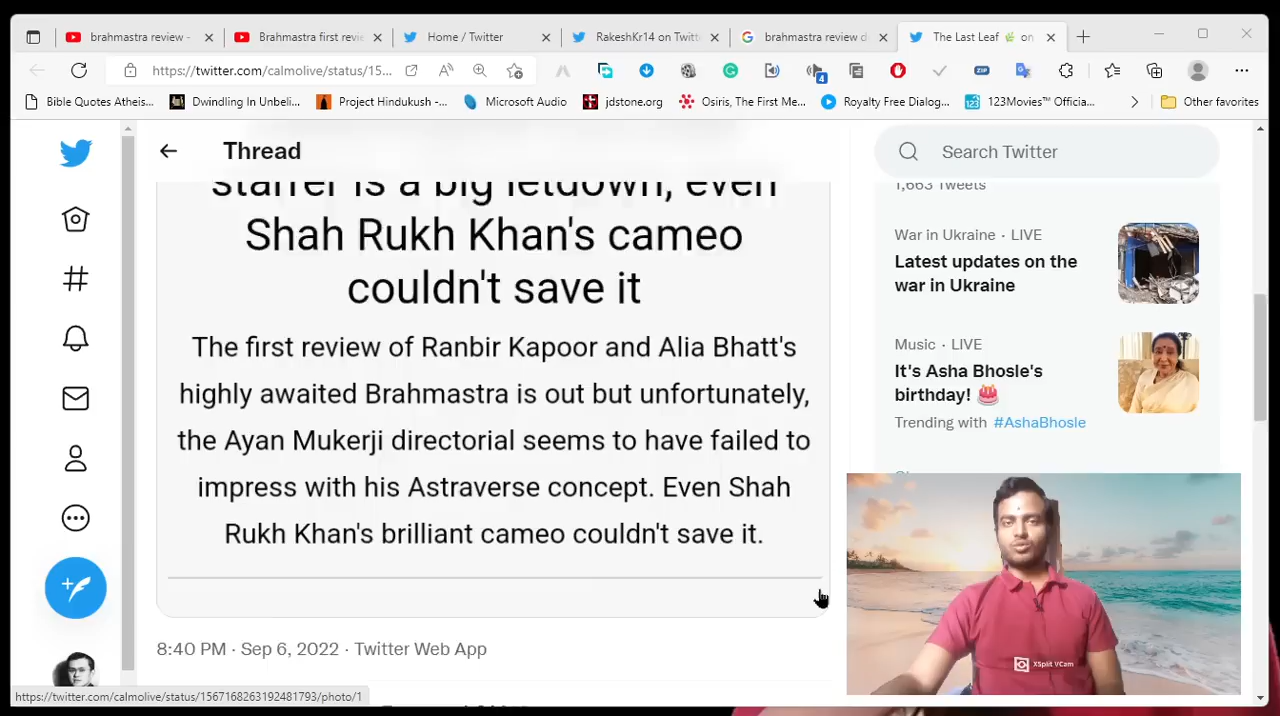 brahmastra review -
Brahmastra first revie
Home / Twitter
RakeshKr14 on Twitt
brahmastra review d
The Last Leaf 🌿 on
https://twitter.com/calmolive/status/15...
4
ZIP
Bible Quotes Atheis...
Dwindling In Unbeli...
Project Hindukush -...
Microsoft Audio
jdstone.org
Osiris, The First Me...
Royalty Free Dialog...
123Movies™ Officia...
Other favorites
Thread
Search Twitter
starrer is a big letdown, even
Shah Rukh Khan's cameo
couldn't save it
The first review of Ranbir Kapoor and Alia Bhatt's
highly awaited Brahmastra is out but unfortunately,
the Ayan Mukerji directorial seems to have failed to
impress with his Astraverse concept. Even Shah
Rukh Khan's brilliant cameo couldn't save it.
8:40 PM · Sep 6, 2022 · Twitter Web App
1,663 Tweets
War in Ukraine · LIVE
Latest updates on the
war in Ukraine
Music · LIVE
It's Asha Bhosle's
birthday! 🎂
Trending with #AshaBhosle
XSplit VCam
https://twitter.com/calmolive/status/1567168263192481793/photo/1